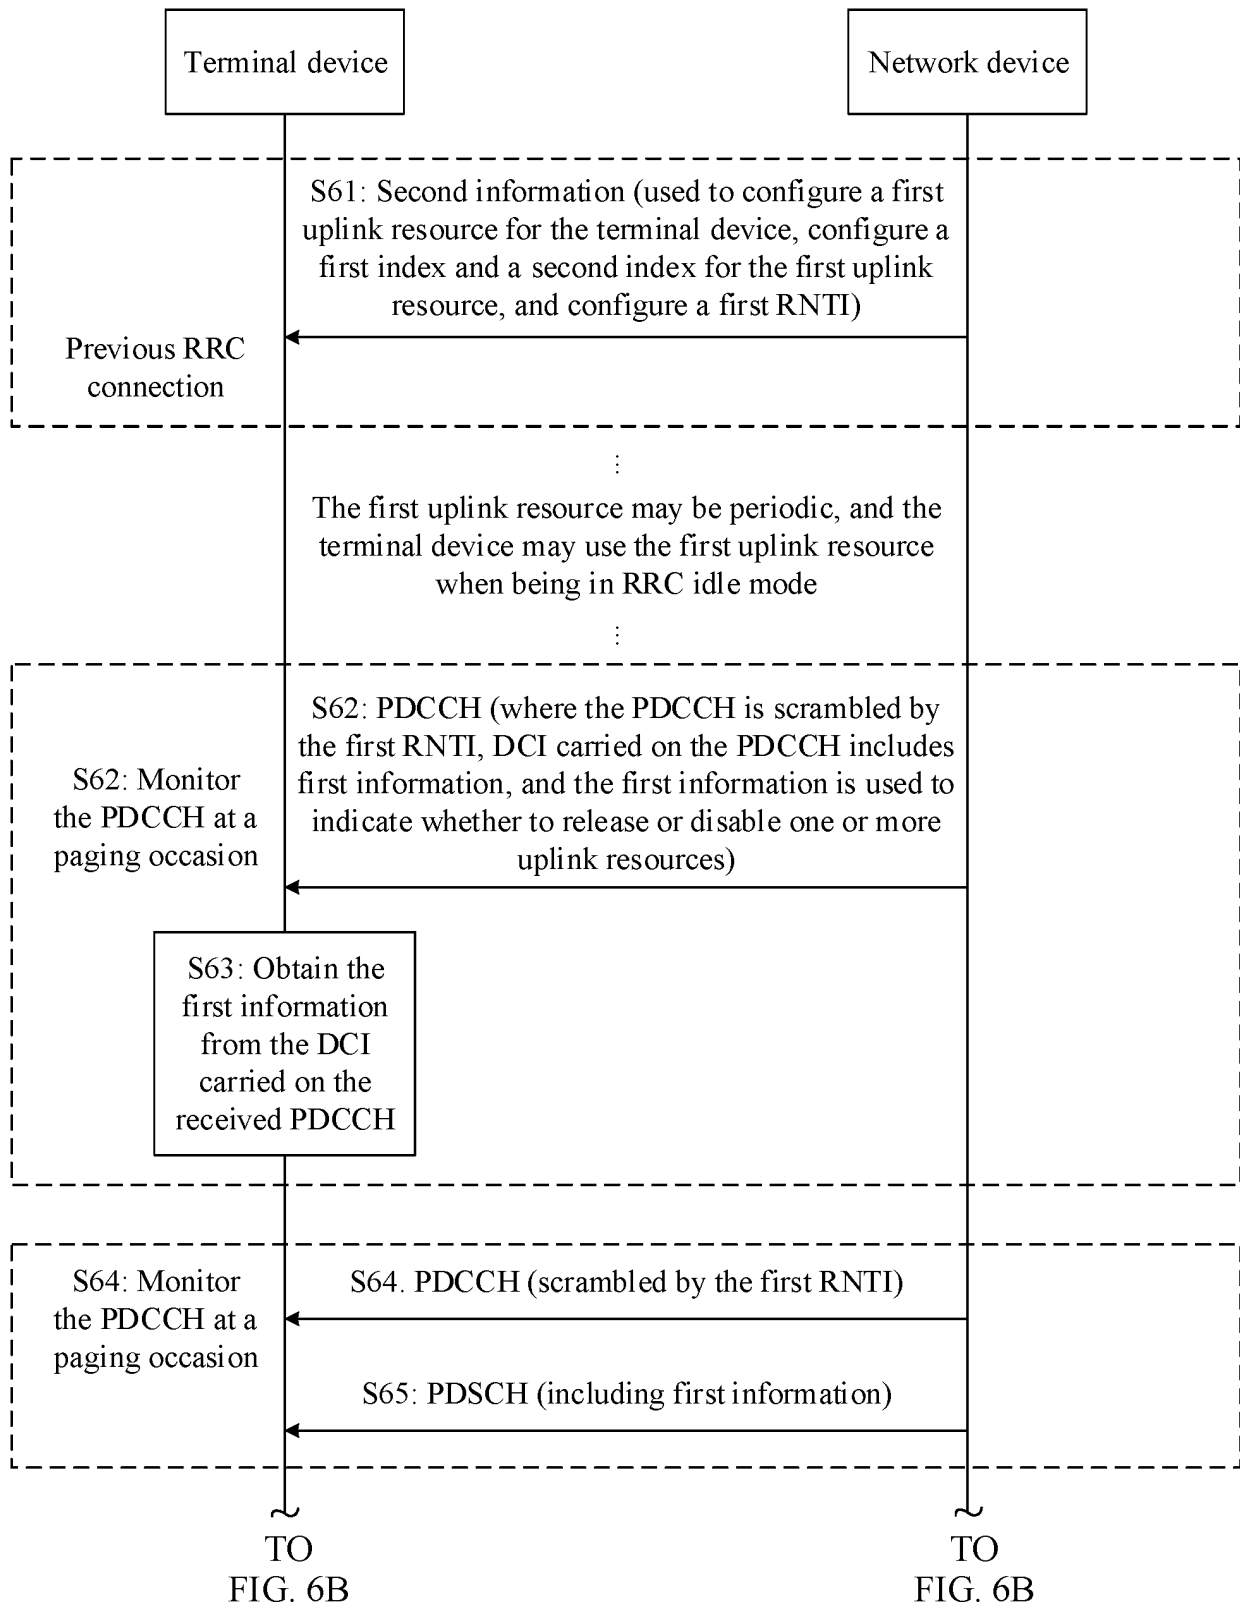 Terminal device
Network device
S61: Second information (used to configure a first
uplink resource for the terminal device, configure a
first index and a second index for the first uplink
resource, and configure a first RNTI)
Previous RRC
connection
The first uplink resource may be periodic, and the
terminal device may use the first uplink resource
when being in RRC idle mode
S62: PDCCH (where the PDCCH is scrambled by
the first RNTI, DCI carried on the PDCCH includes
first information, and the first information is used to
indicate whether to release or disable one or more
uplink resources)
S62: Monitor
the PDCCH at a
paging occasion
S63: Obtain the
first information
from the DCI
carried on the
received PDCCH
S64: Monitor
the PDCCH at a
paging occasion
S64. PDCCH (scrambled by the first RNTI)
S65: PDSCH (including first information)
TO
FIG. 6B
TO
FIG. 6B